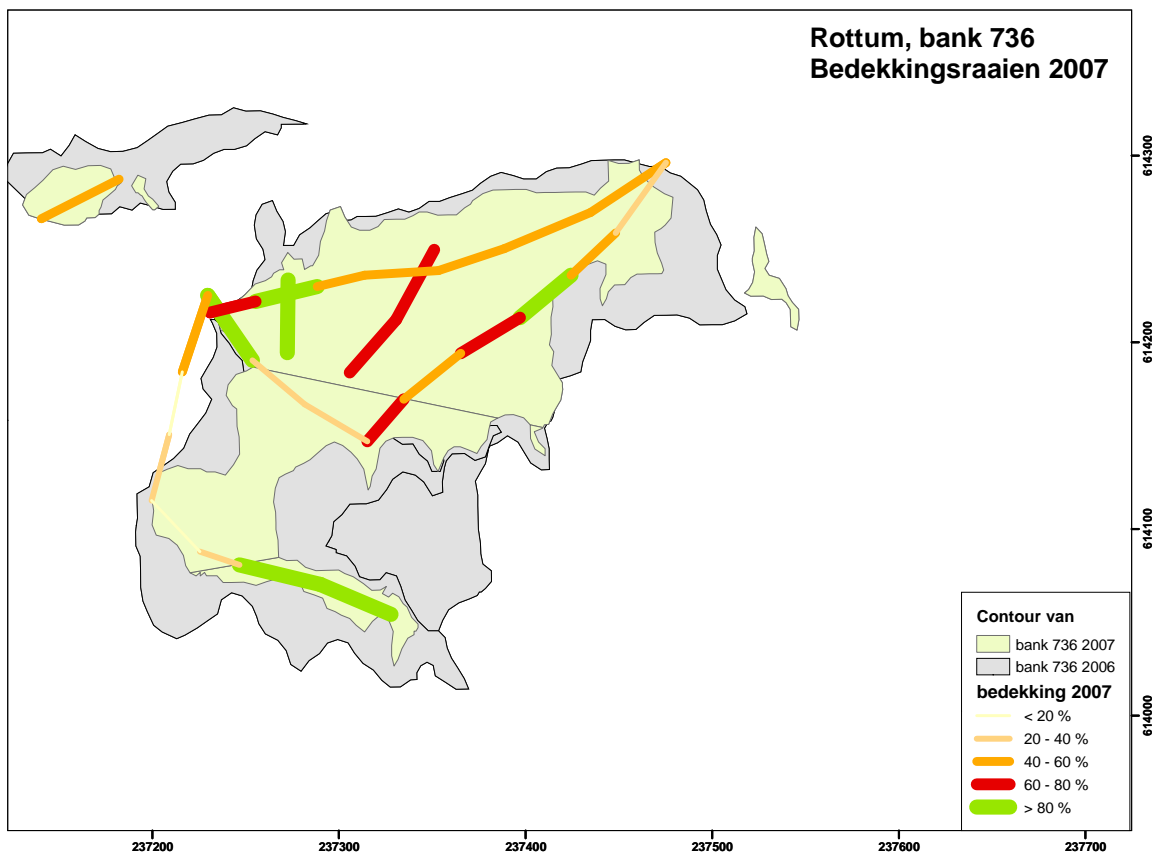 Rottum, bank 736
Bedekkingsraaien 2007
614300
614200
614100
614000
Contour van
bank 736 2007
bank 736 2006
bedekking 2007
< 20 %
20 - 40 %
40 - 60 %
60 - 80 %
> 80 %
237200 237300 237400 237500 237600 237700